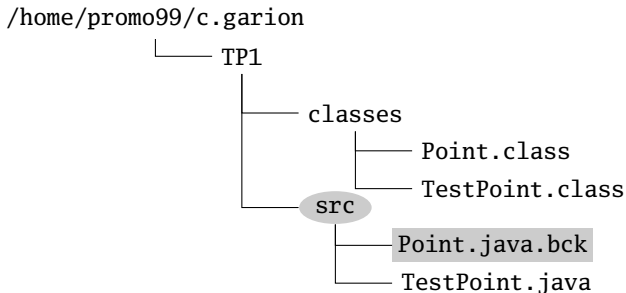 /home/promo99/c.garion
TP1
classes
Point.class
TestPoint.class
src
Point.java.bck
TestPoint.java